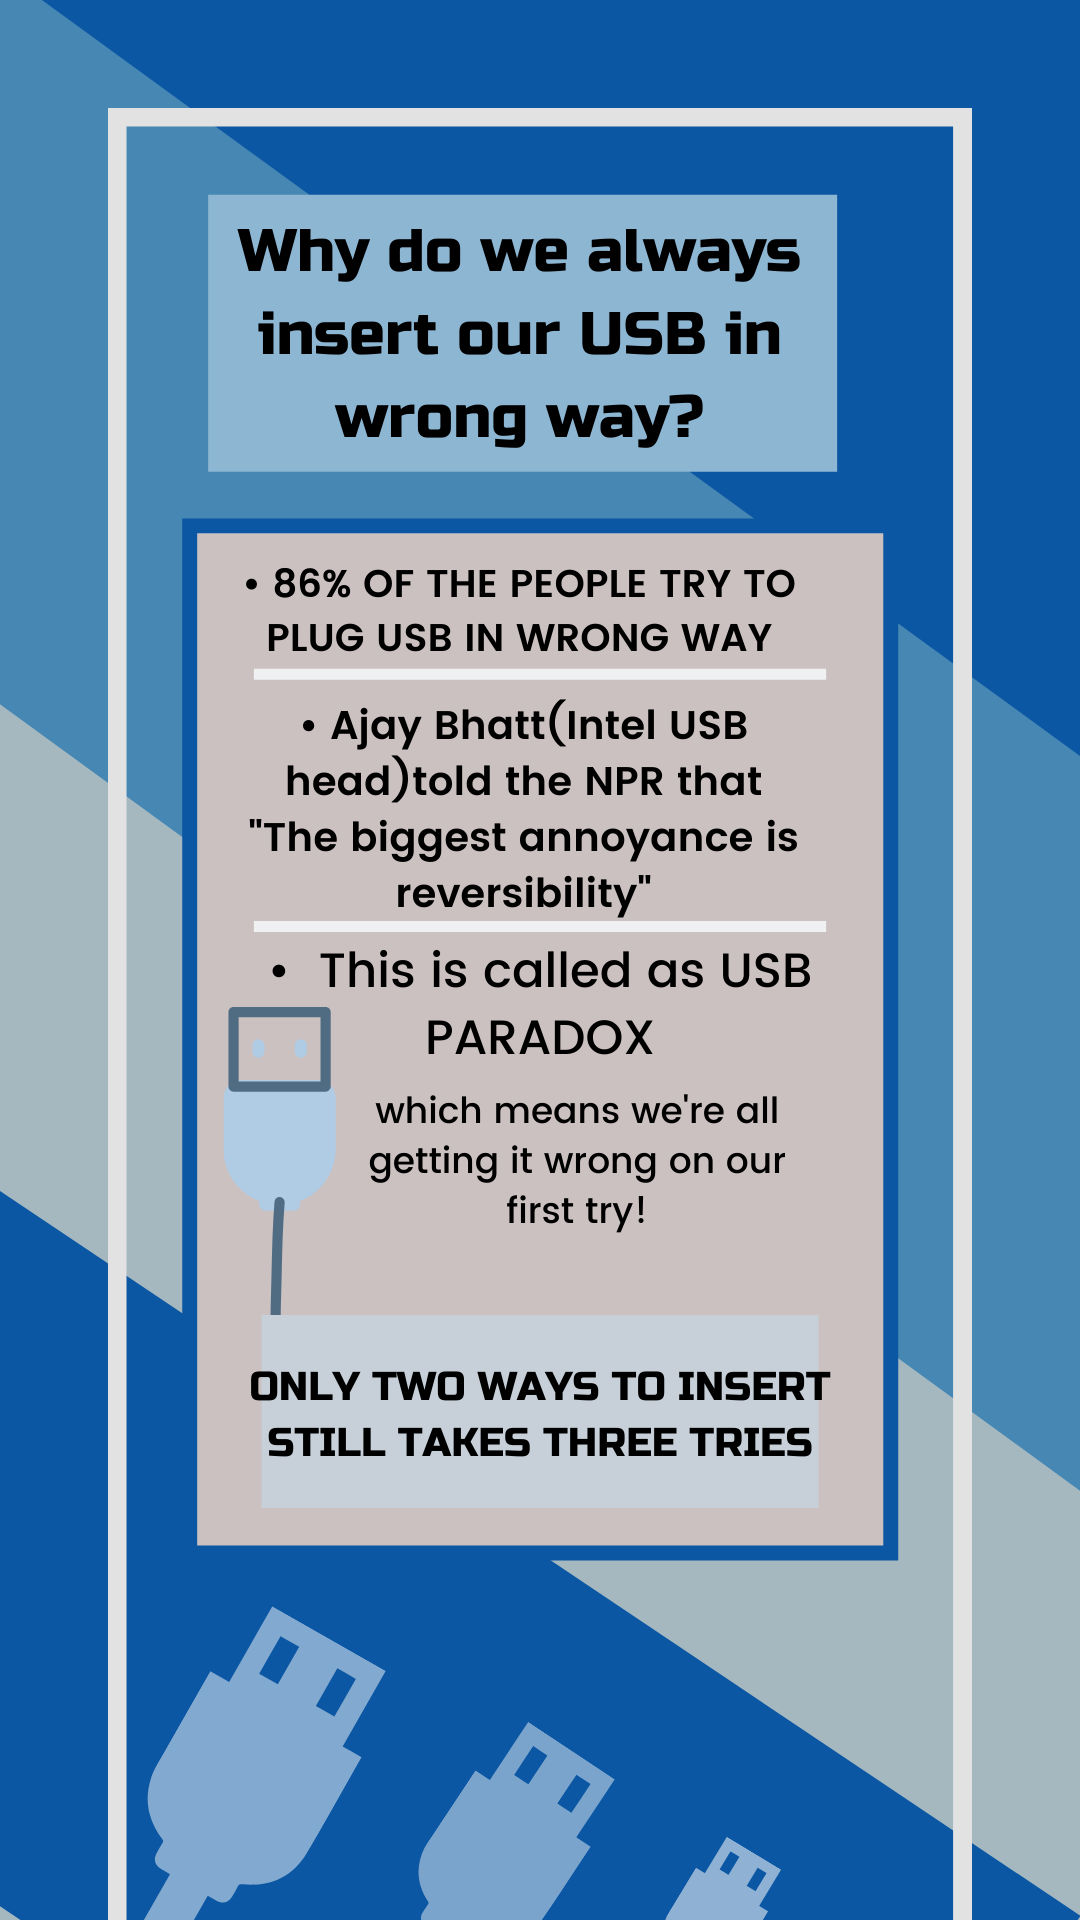 Why do we always
insert our USB in
wrong way?
• 86% OF THE PEOPLE TRY TO
PLUG USB IN WRONG WAY
• Ajay Bhatt(Intel USB
head)told the NPR that
"The biggest annoyance is
reversibility"
• This is called as USB
PARADOX
which means we're all
getting it wrong on our
first try!
ONLY TWO WAYS TO INSERT
STILL TAKES THREE TRIES